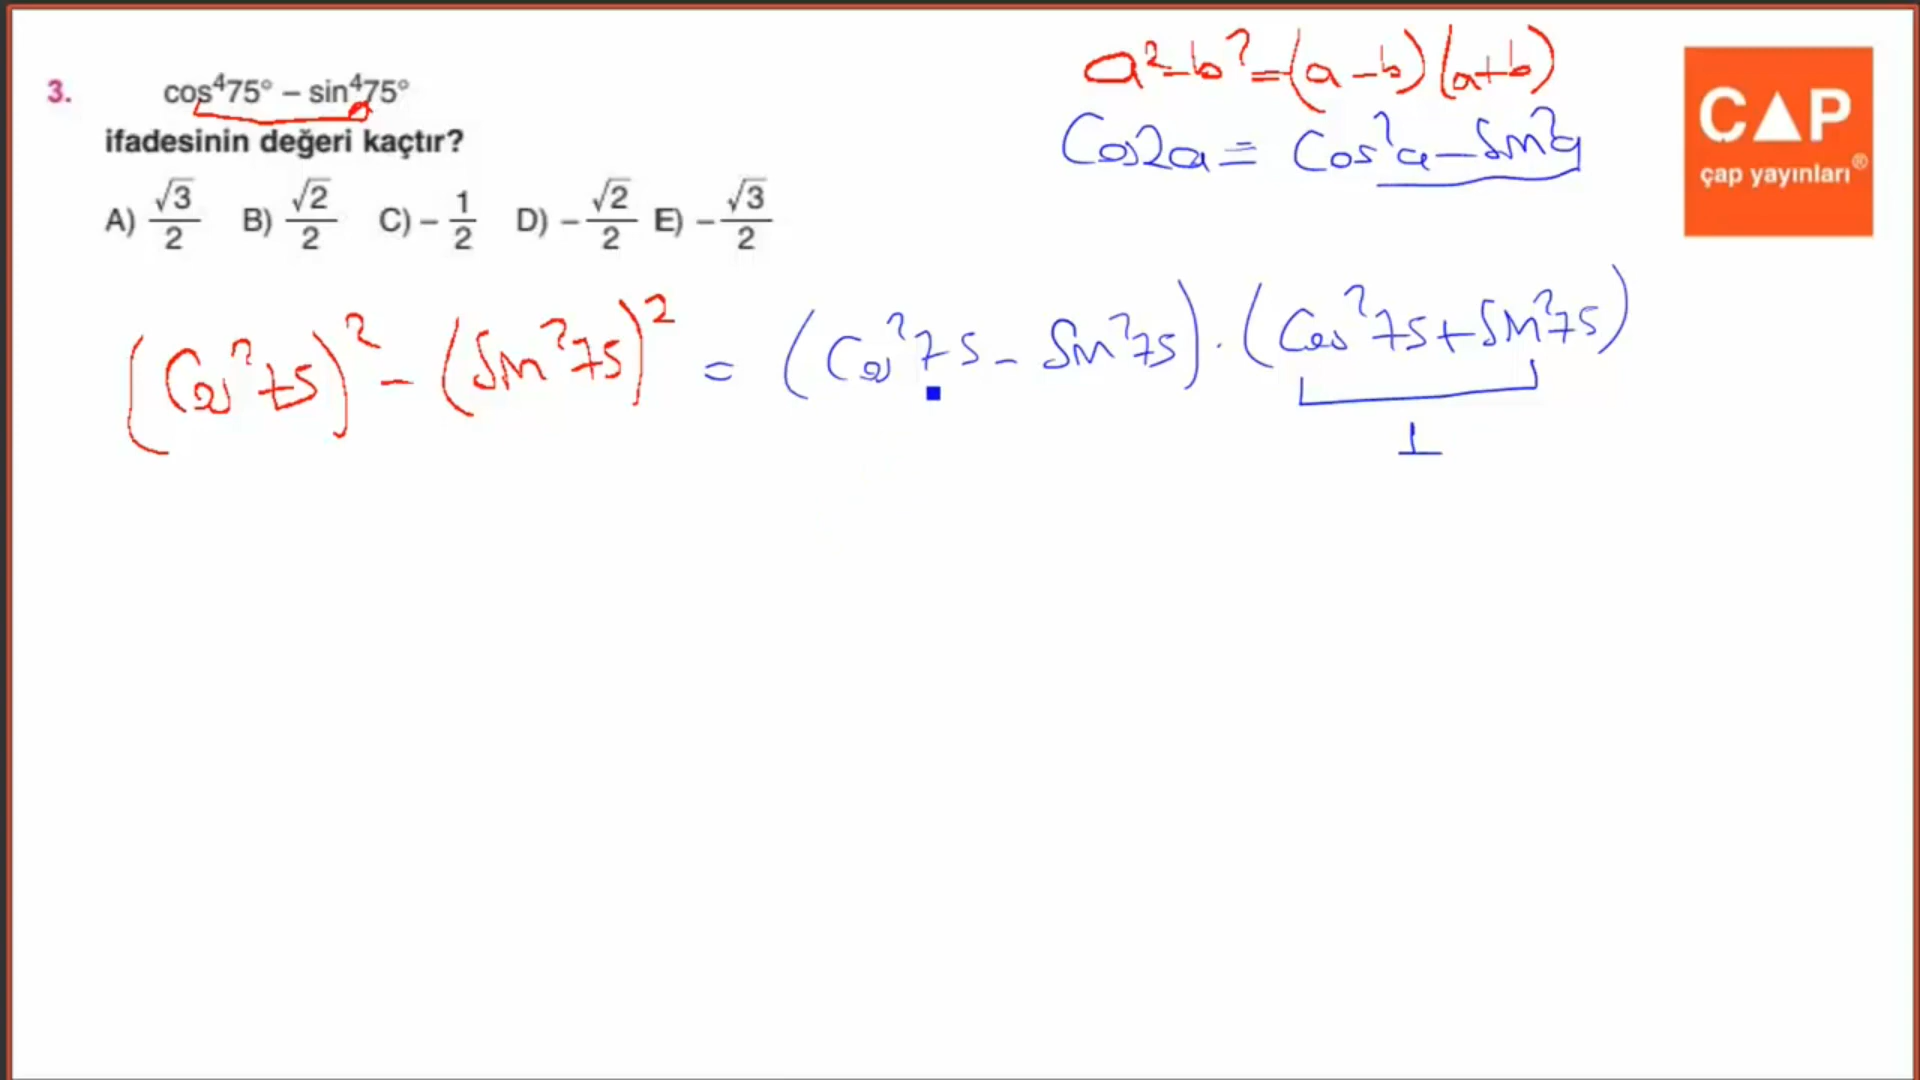 3. cos⁴75° – sin⁴75°
ifadesinin değeri kaçtır?
A) √3/2 B) √2/2 C) – 1/2 D) – √2/2 E) – √3/2
a² – b² = (a – b) (a + b)
Cos2a = Cos²a – Sin²a
CAP
çap yayınları®
(Cos²75)² – (Sin²75)² = (Cos²75 – Sin²75) . (Cos²75 + Sin²75)
1